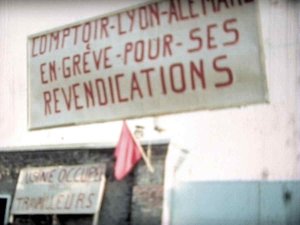 COMPTOIR-LYON-ALEMAND
EN-GRÈVE-POUR-SES
REVENDICATIONS
USINE OCCUPÉE
TRAVAILLEURS